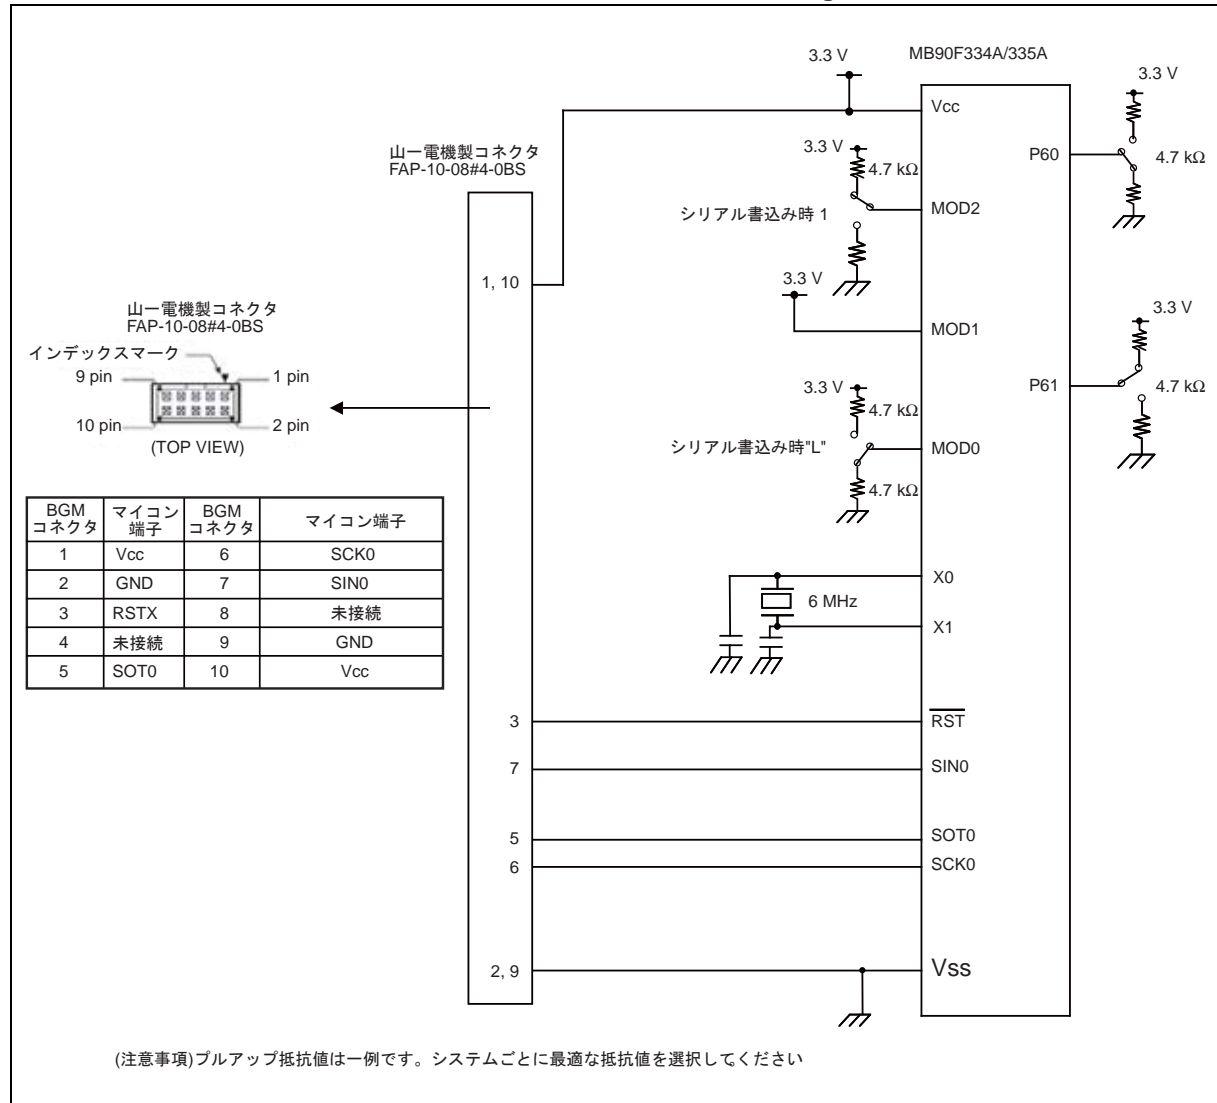 3.3 V
MB90F334A/335A
3.3 V
Vcc
山一電機製コネクタ
FAP-10-08#4-0BS
3.3 V
4.7 kΩ
P60
4.7 kΩ
シリアル書込み時 1
MOD2
1, 10
3.3 V
MOD1
山一電機製コネクタ
FAP-10-08#4-0BS
インデックスマーク
9 pin
1 pin
10 pin
2 pin
(TOP VIEW)
3.3 V
P61
4.7 kΩ
3.3 V
4.7 kΩ
シリアル書込み時"L"
MOD0
4.7 kΩ
BGM コネクタ マイコン 端子 BGM コネクタ マイコン端子
1 Vcc 6 SCK0
2 GND 7 SIN0
3 RSTX 8 未接続
4 未接続 9 GND
5 SOT0 10 Vcc
X0
6 MHz
X1
3
RST
7
SIN0
5
SOT0
6
SCK0
2, 9
Vss
(注意事項)プルアップ抵抗値は一例です。システムごとに最適な抵抗値を選択してください